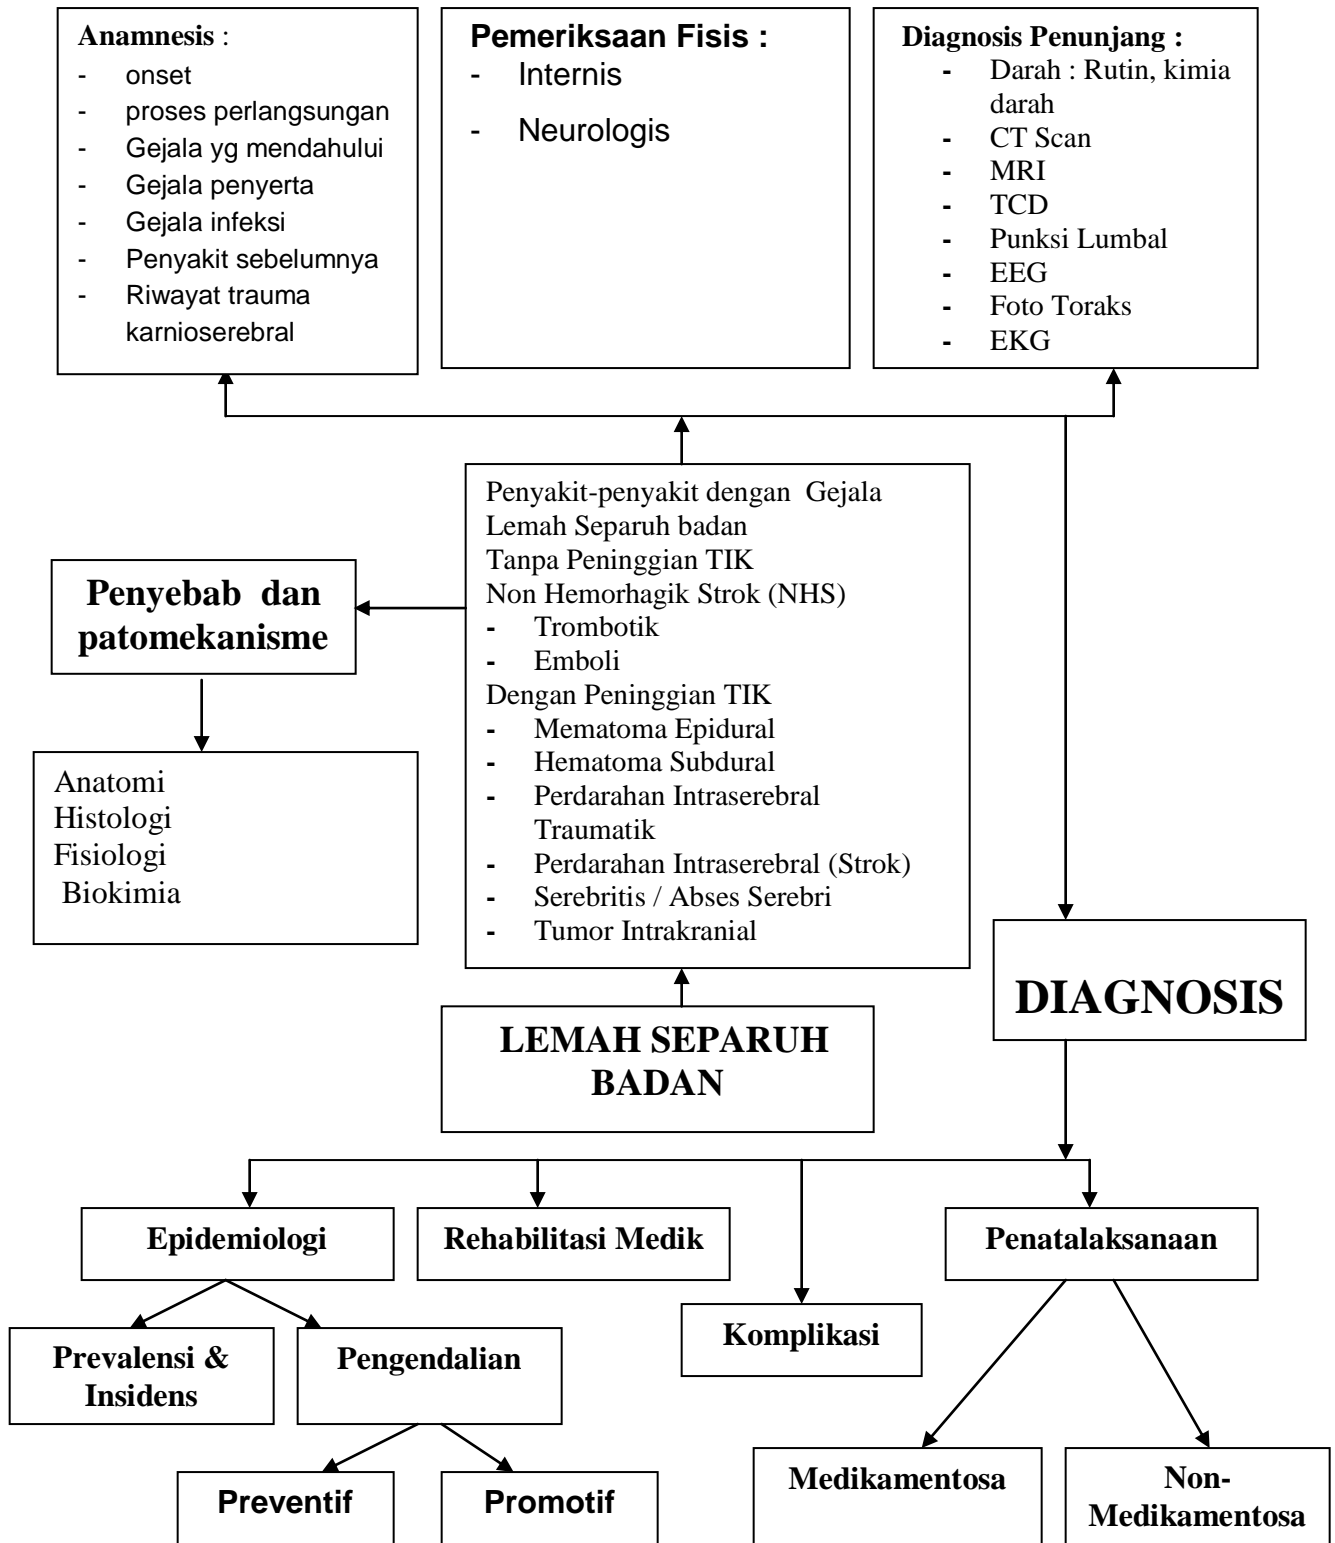 Anamnesis :
- onset
- proses perlangsungan
- Gejala yg mendahului
- Gejala penyerta
- Gejala infeksi
- Penyakit sebelumnya
- Riwayat trauma
karnioserebral
Pemeriksaan Fisis :
- Internis
- Neurologis
Diagnosis Penunjang :
- Darah : Rutin, kimia
darah
- CT Scan
- MRI
- TCD
- Punksi Lumbal
- EEG
- Foto Toraks
- EKG
Penyakit-penyakit dengan Gejala
Lemah Separuh badan
Tanpa Peninggian TIK
Non Hemorhagik Strok (NHS)
- Trombotik
- Emboli
Dengan Peninggian TIK
- Mematoma Epidural
- Hematoma Subdural
- Perdarahan Intraserebral
Traumatik
- Perdarahan Intraserebral (Strok)
- Serebritis / Abses Serebri
- Tumor Intrakranial
Penyebab dan
patomekanisme
Anatomi
Histologi
Fisiologi
Biokimia
DIAGNOSIS
LEMAH SEPARUH
BADAN
Epidemiologi
Rehabilitasi Medik
Penatalaksanaan
Komplikasi
Prevalensi &
Insidens
Pengendalian
Preventif
Promotif
Medikamentosa
Non-
Medikamentosa